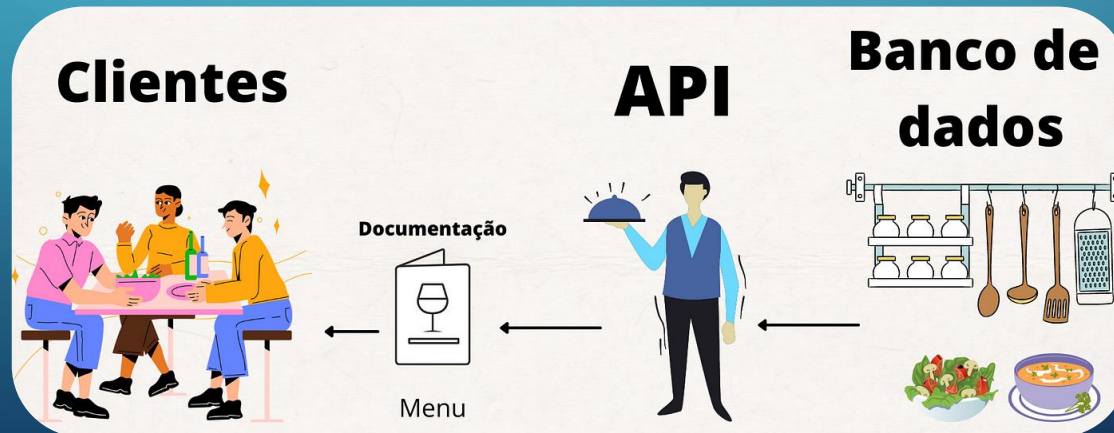 Clientes
API
Banco de
dados
Documentação
Menu